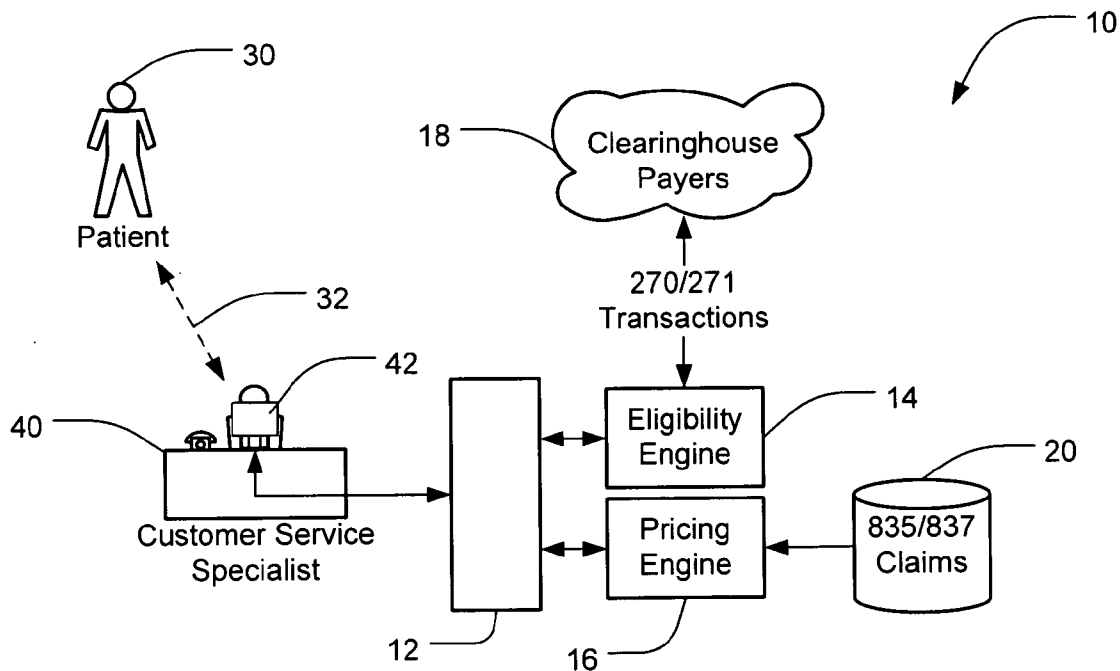 10
30
Patient
32
18
Clearinghouse
Payers
270/271
Transactions
42
40
Customer Service
Specialist
12
Eligibility
Engine
14
Pricing
Engine
16
20
835/837
Claims